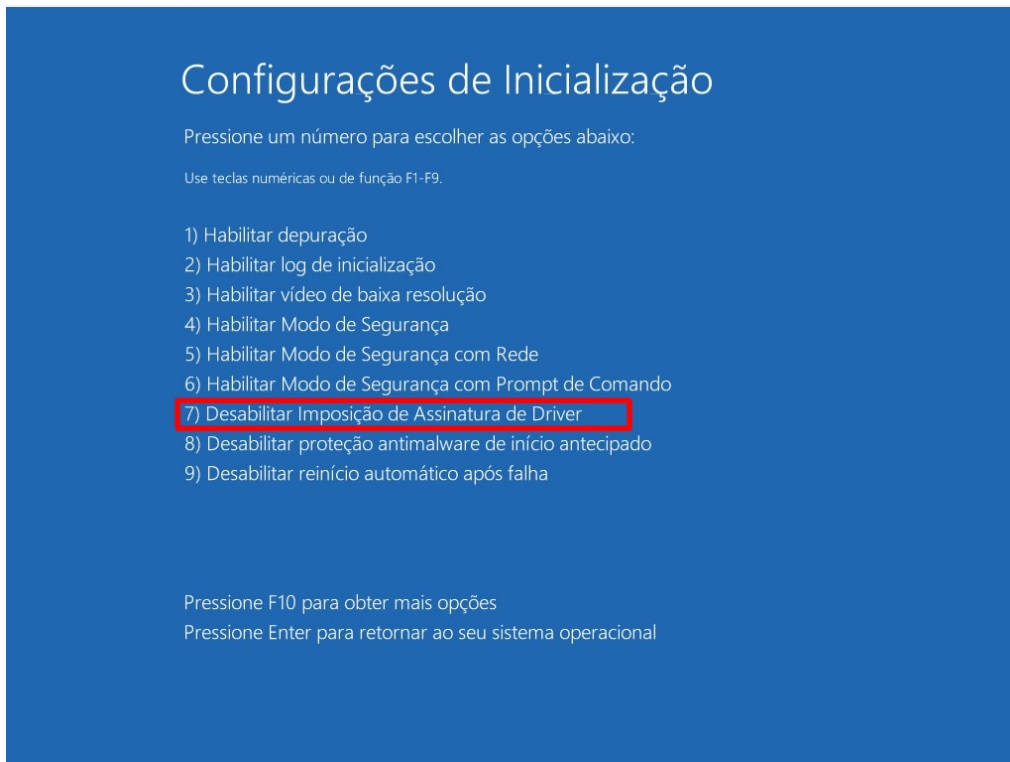 Configurações de Inicialização
Pressione um número para escolher as opções abaixo:
Use teclas numéricas ou de função F1-F9.
1) Habilitar depuração
2) Habilitar log de inicialização
3) Habilitar vídeo de baixa resolução
4) Habilitar Modo de Segurança
5) Habilitar Modo de Segurança com Rede
6) Habilitar Modo de Segurança com Prompt de Comando
7) Desabilitar Imposição de Assinatura de Driver
8) Desabilitar proteção antimalware de início antecipado
9) Desabilitar reinício automático após falha
Pressione F10 para obter mais opções
Pressione Enter para retornar ao seu sistema operacional